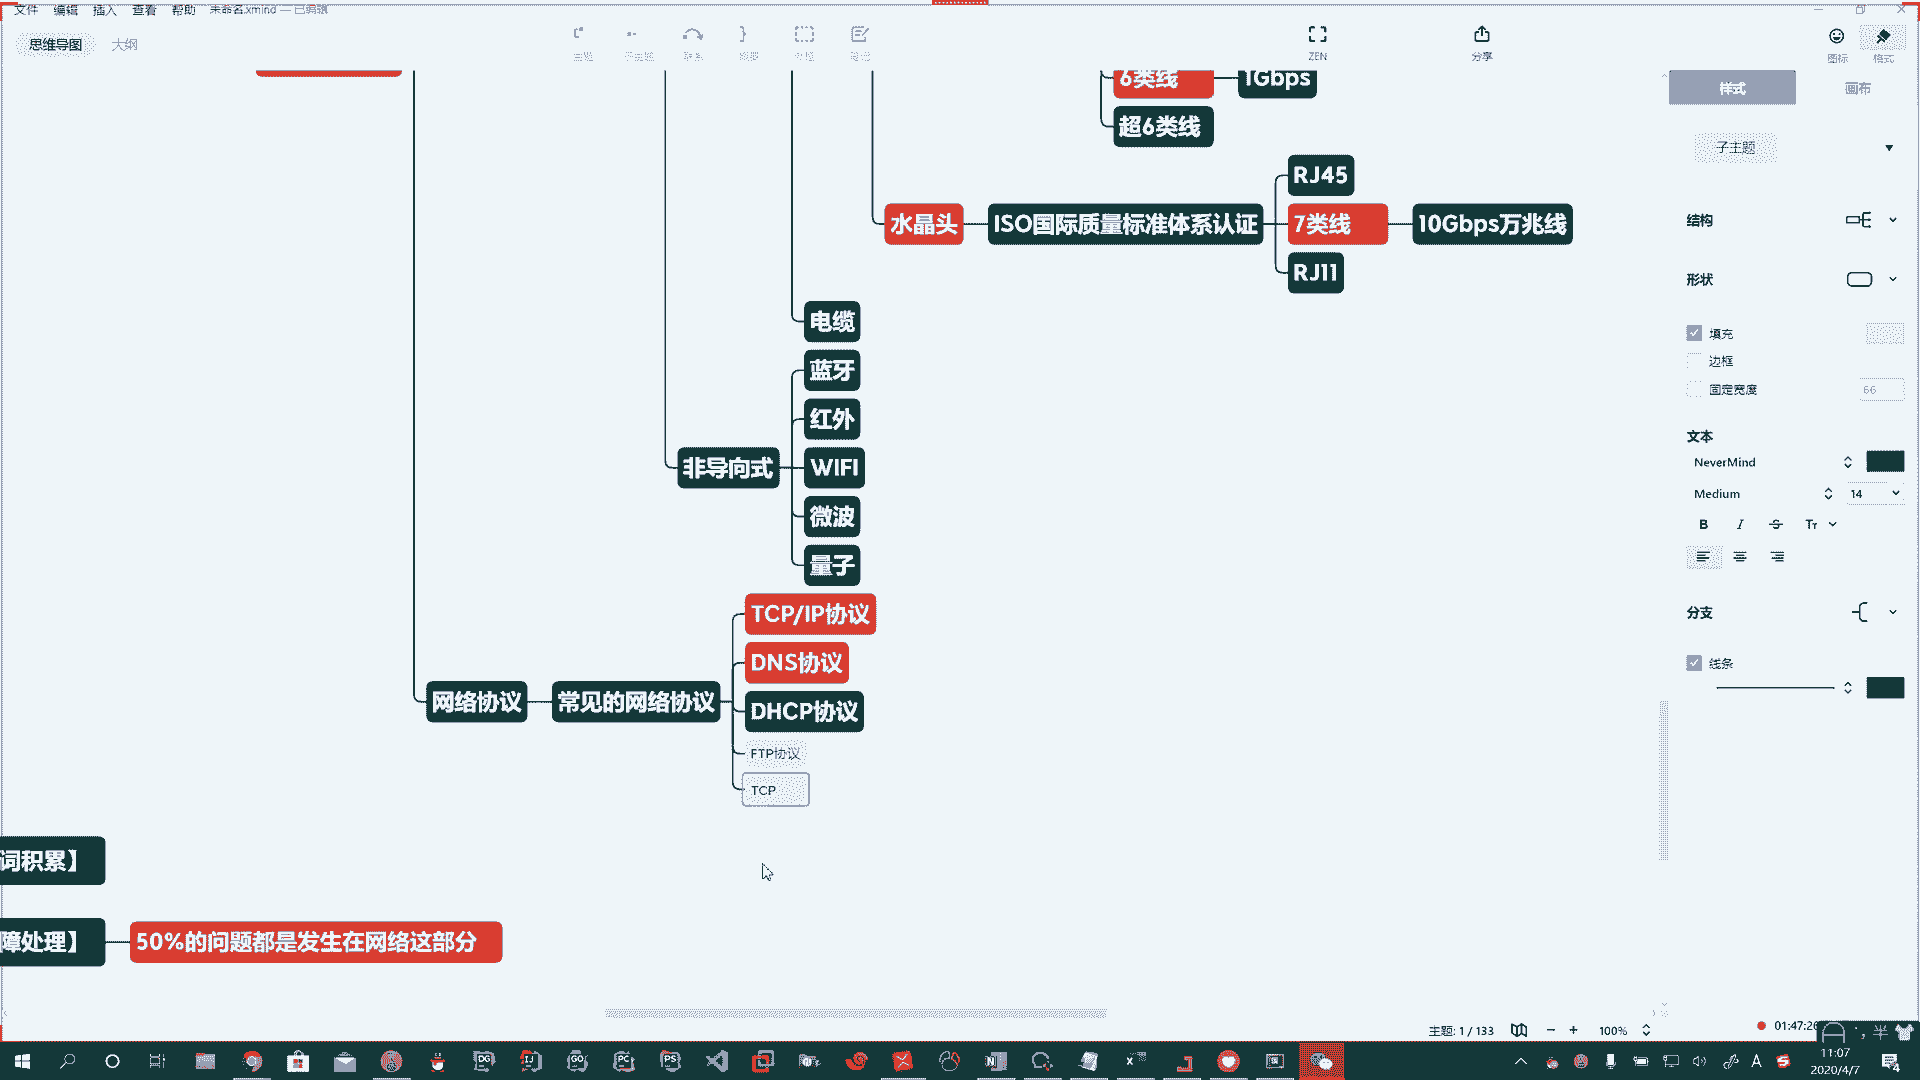 文件 编辑 插入 查看 帮助 未命名.xmind — 已编辑
思维导图 大纲
ZEN
分享
图标
格式
样式
画布
6类线
1Gbps
超6类线
子主题
RJ45
水晶头
ISO国际质量标准体系认证
7类线
10Gbps万兆线
RJ11
结构
形状
电缆
填充
蓝牙
边框
固定宽度
66
红外
文本
非导向式
WIFI
NeverMind
Medium
14
微波
B I S Tт
量子
TCP/IP协议
分支
DNS协议
线条
网络协议
常见的网络协议
DHCP协议
FTP协议
TCP
词积累】
障处理】
50%的问题都是发生在网络这部分
主题: 1 / 133
100%
01:47:26
半
DG
IJ
GO
PC
PS
A
11:07
2020/4/7